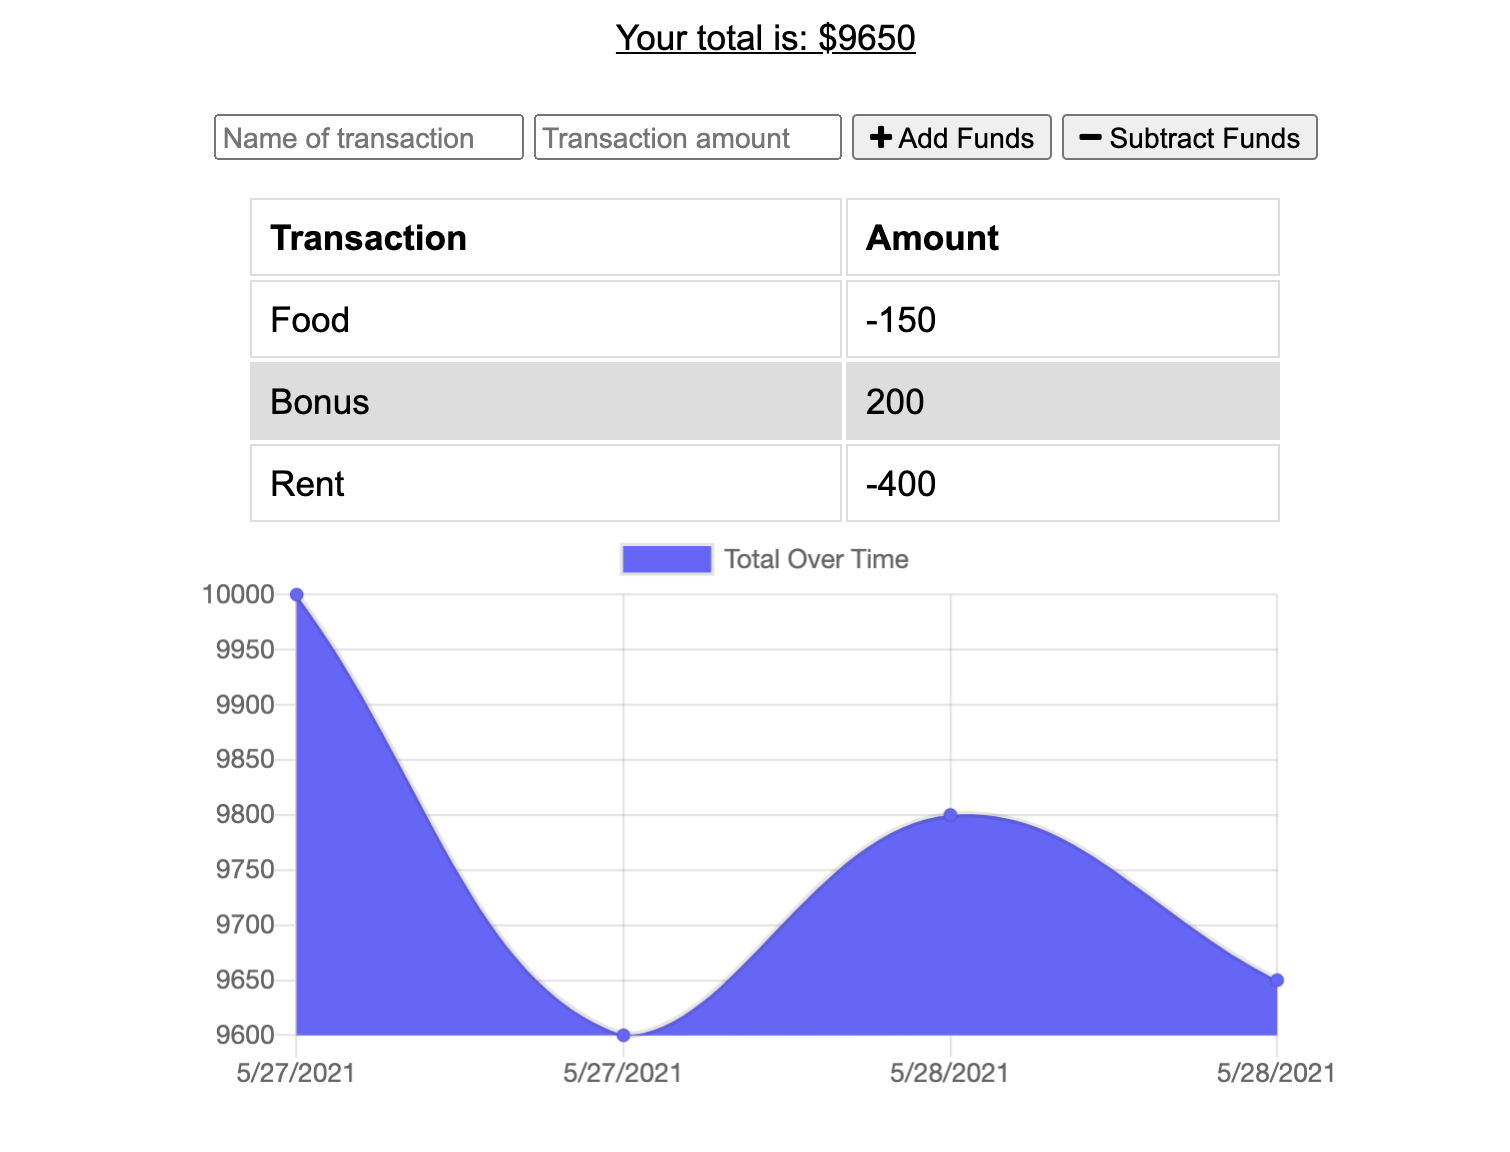 Your total is: $9650
Name of transaction Transaction amount + Add Funds − Subtract Funds
Transaction Amount
Food -150
Bonus 200
Rent -400
Total Over Time
10000
9950
9900
9850
9800
9750
9700
9650
9600
5/27/2021 5/27/2021 5/28/2021 5/28/2021